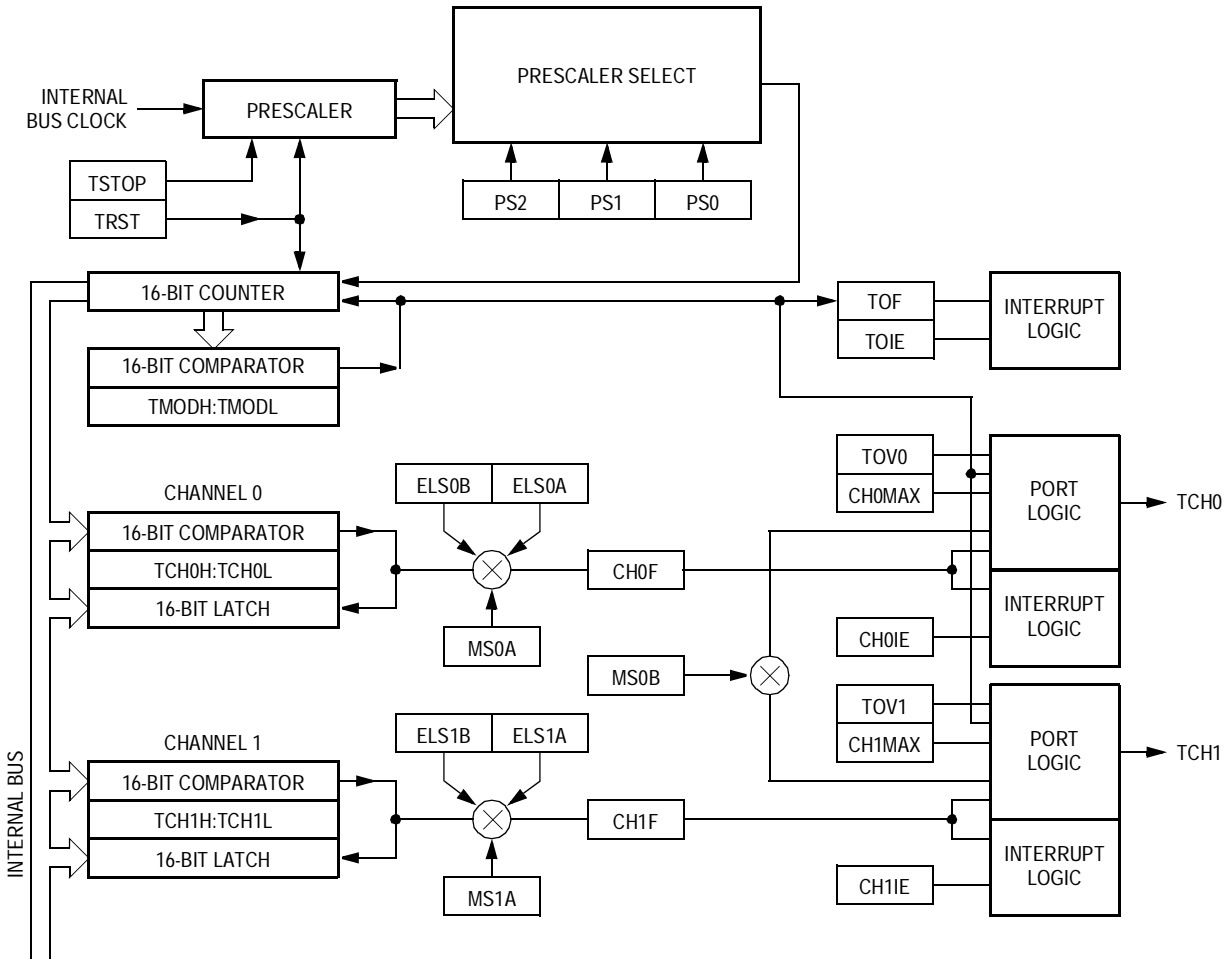 PRESCALER SELECT
INTERNAL
BUS CLOCK
PRESCALER
TSTOP
TRST
PS2
PS1
PS0
16-BIT COUNTER
16-BIT COMPARATOR
TMODH:TMODL
TOF
TOIE
INTERRUPT
LOGIC
CHANNEL 0
16-BIT COMPARATOR
TCH0H:TCH0L
16-BIT LATCH
ELS0B
ELS0A
MS0A
CH0F
TOV0
CH0MAX
PORT
LOGIC
TCH0
INTERRUPT
LOGIC
CH0IE
MS0B
CHANNEL 1
16-BIT COMPARATOR
TCH1H:TCH1L
16-BIT LATCH
ELS1B
ELS1A
MS1A
CH1F
TOV1
CH1MAX
PORT
LOGIC
TCH1
INTERRUPT
LOGIC
CH1IE
INTERNAL BUS